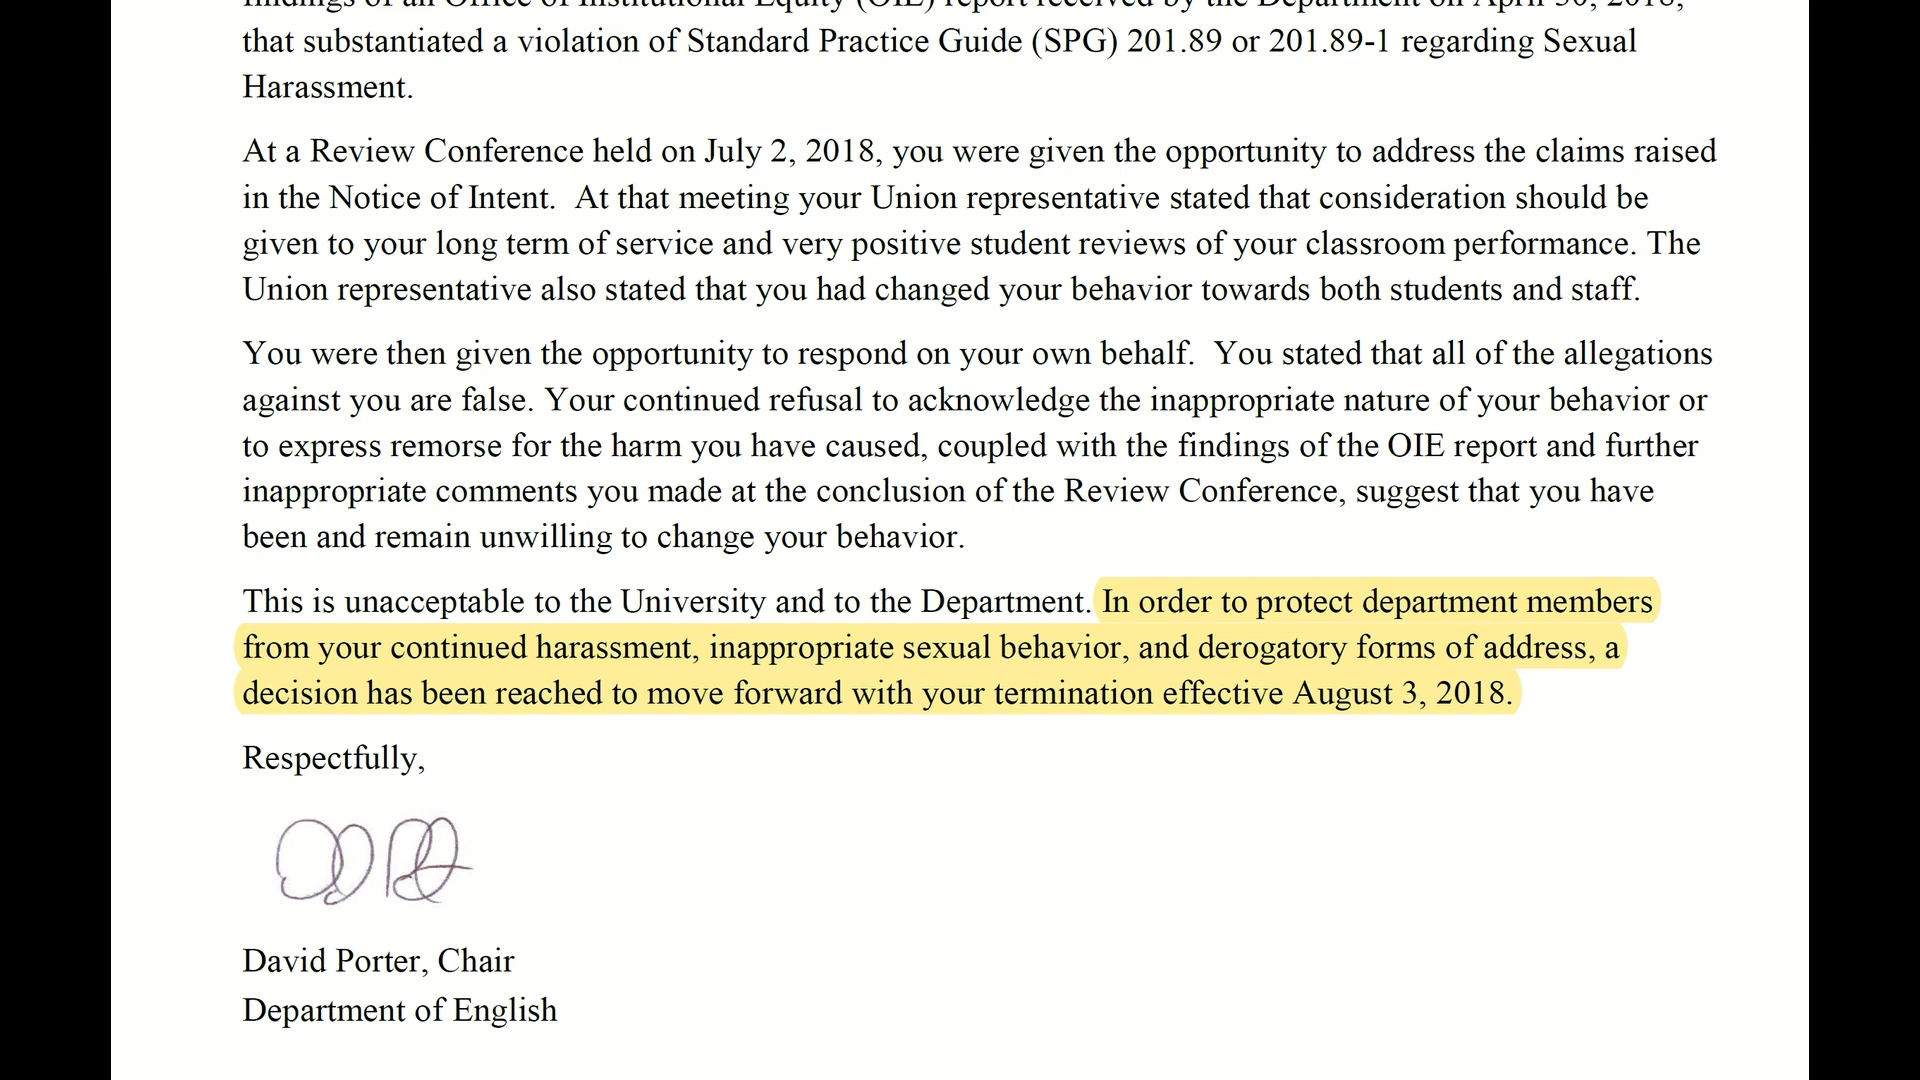 findings of an Office of Institutional Equity (OIE) report received by the Department on April 30, 2018,
that substantiated a violation of Standard Practice Guide (SPG) 201.89 or 201.89-1 regarding Sexual
Harassment.
At a Review Conference held on July 2, 2018, you were given the opportunity to address the claims raised
in the Notice of Intent.  At that meeting your Union representative stated that consideration should be
given to your long term of service and very positive student reviews of your classroom performance. The
Union representative also stated that you had changed your behavior towards both students and staff.
You were then given the opportunity to respond on your own behalf.  You stated that all of the allegations
against you are false. Your continued refusal to acknowledge the inappropriate nature of your behavior or
to express remorse for the harm you have caused, coupled with the findings of the OIE report and further
inappropriate comments you made at the conclusion of the Review Conference, suggest that you have
been and remain unwilling to change your behavior.
This is unacceptable to the University and to the Department. In order to protect department members
from your continued harassment, inappropriate sexual behavior, and derogatory forms of address, a
decision has been reached to move forward with your termination effective August 3, 2018.
Respectfully,
David Porter, Chair
Department of English